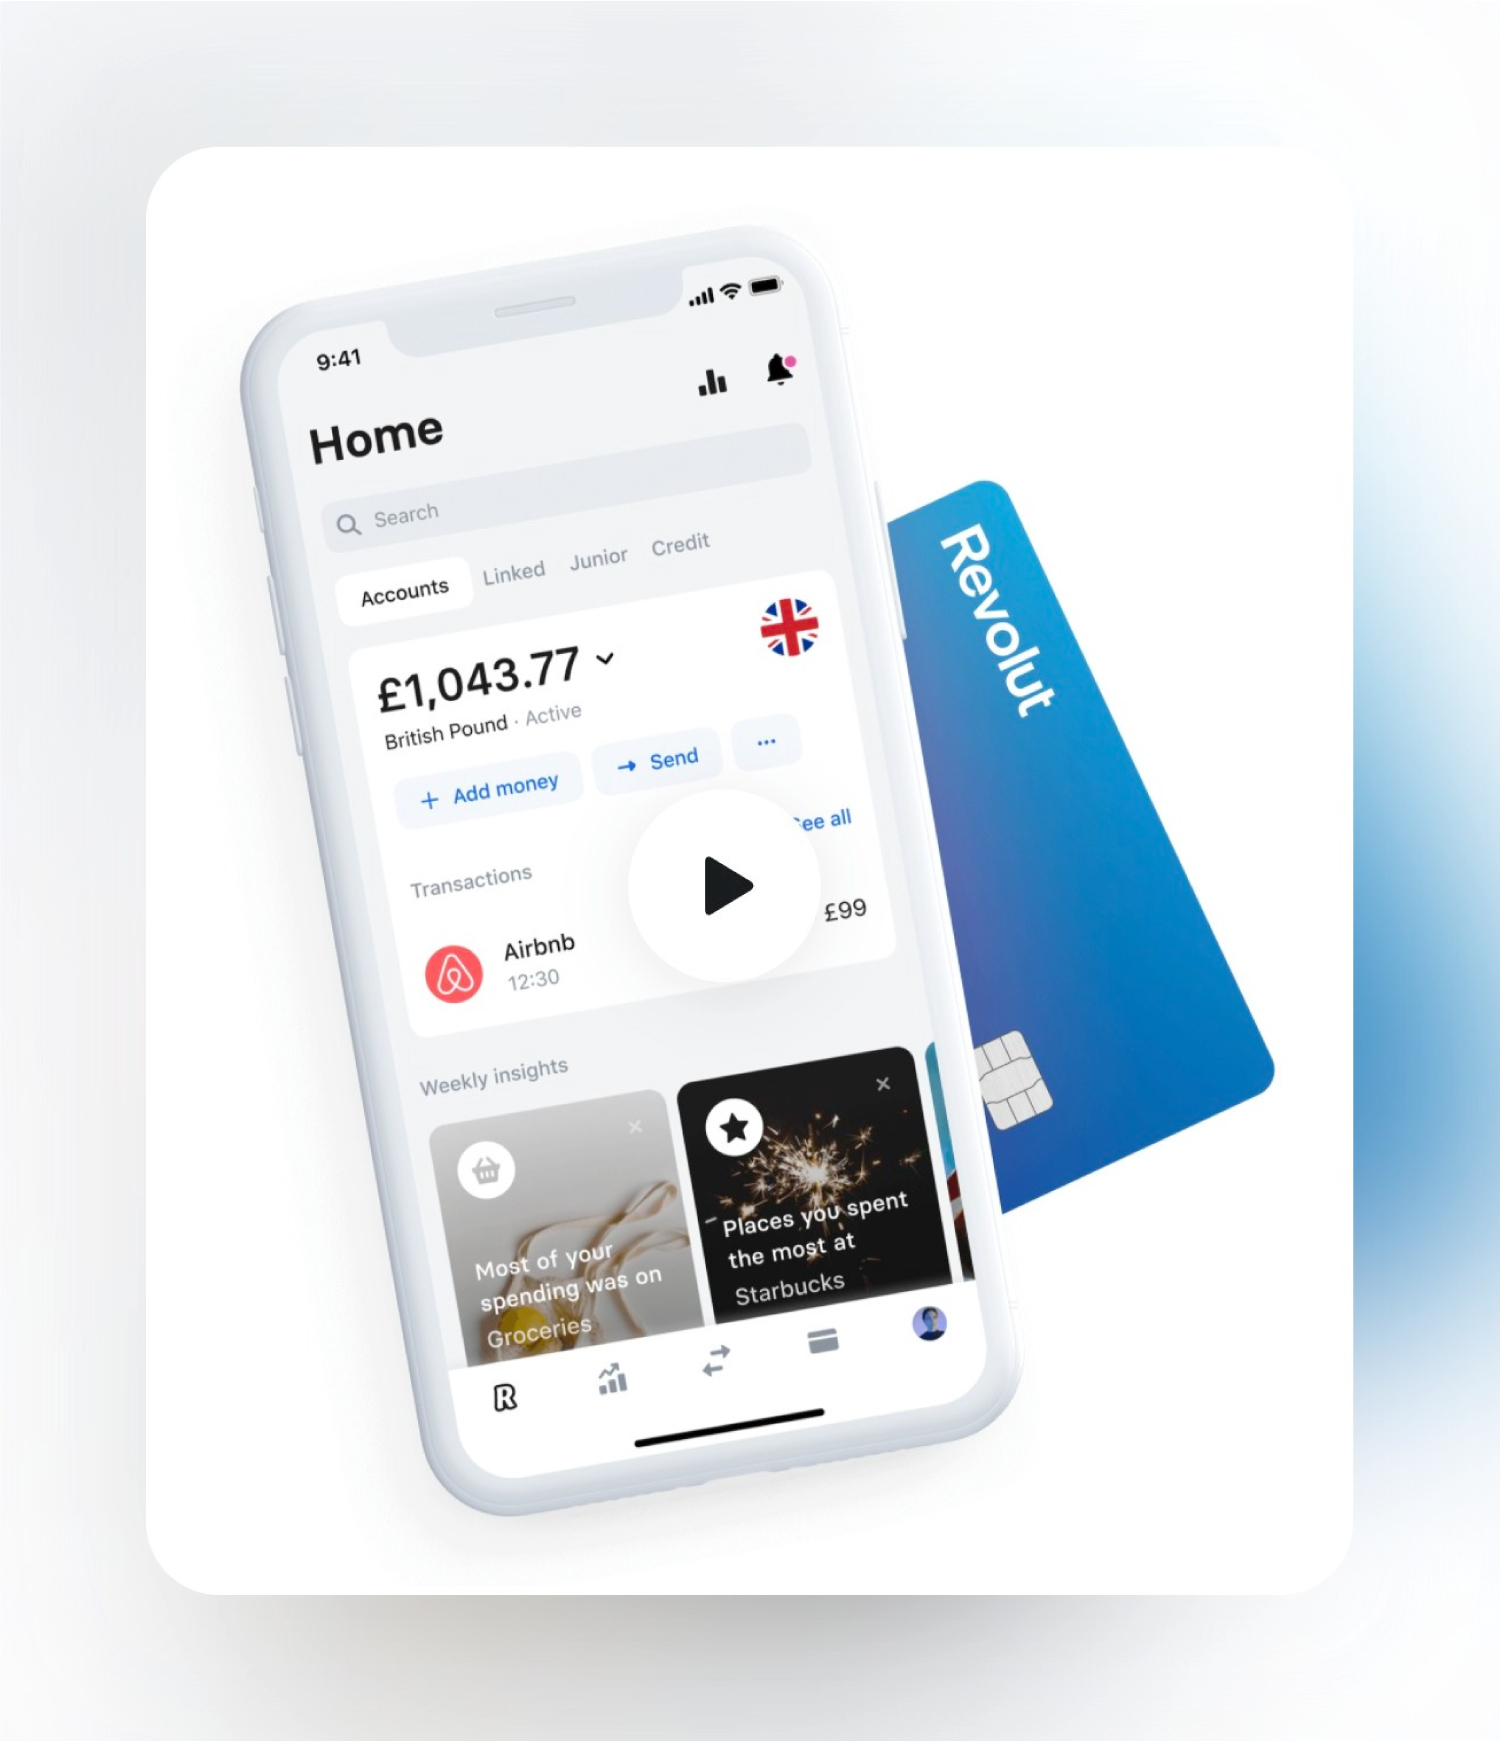 9:41
Home
Search
Accounts Linked Junior Credit
£1,043.77
British Pound · Active
+ Add money → Send ...
Transactions
See all
Airbnb
12:30
£99
Weekly insights
Most of your
spending was on
Groceries
Places you spent
the most at
Starbucks
R
Revolut